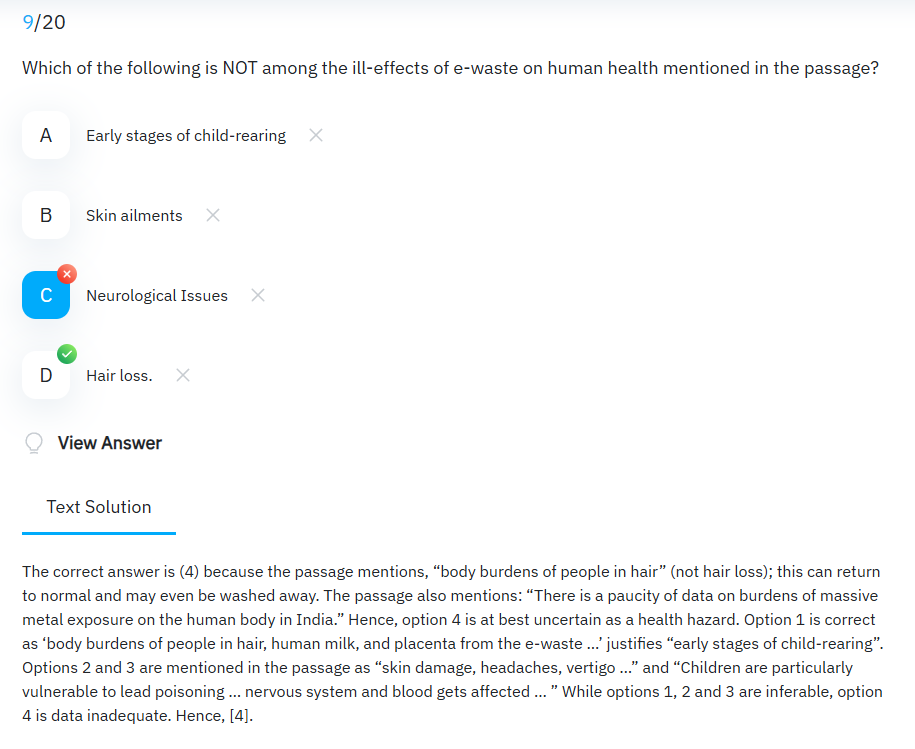 9/20
Which of the following is NOT among the ill-effects of e-waste on human health mentioned in the passage?
A Early stages of child-rearing
B Skin ailments
C Neurological Issues
D Hair loss.
View Answer
Text Solution
The correct answer is (4) because the passage mentions, “body burdens of people in hair” (not hair loss); this can return
to normal and may even be washed away. The passage also mentions: “There is a paucity of data on burdens of massive
metal exposure on the human body in India.” Hence, option 4 is at best uncertain as a health hazard. Option 1 is correct
as ‘body burdens of people in hair, human milk, and placenta from the e-waste ...’ justifies “early stages of child-rearing”.
Options 2 and 3 are mentioned in the passage as “skin damage, headaches, vertigo ...” and “Children are particularly
vulnerable to lead poisoning ... nervous system and blood gets affected ... ” While options 1, 2 and 3 are inferable, option
4 is data inadequate. Hence, [4].